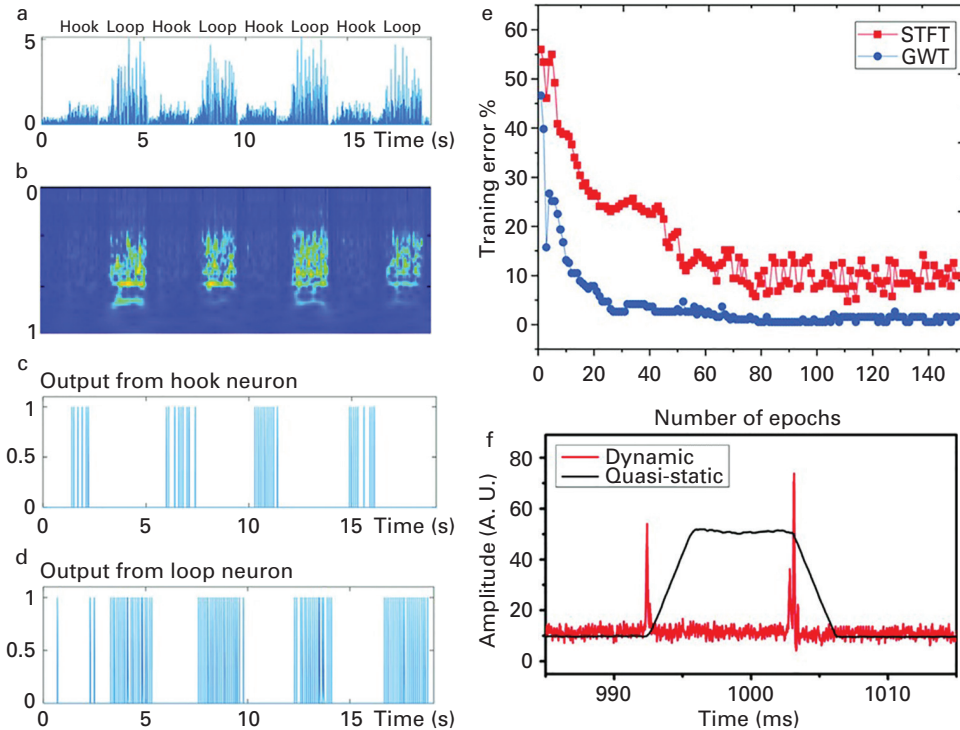 a
Hook Loop Hook Loop Hook Loop Hook Loop
5
0
0 5 10 15 Time (s)
b
0
1
c
Output from hook neuron
1
0.5
0
0 5 10 15 Time (s)
d
Output from loop neuron
1
0.5
0
0 5 10 15 Time (s)
e
60
50
40
30
20
10
0
Traning error %
STFT
GWT
0 20 40 60 80 100 120 140
Number of epochs
f
80
60
40
20
0
Amplitude (A. U.)
Dynamic
Quasi-static
990 1000 1010
Time (ms)